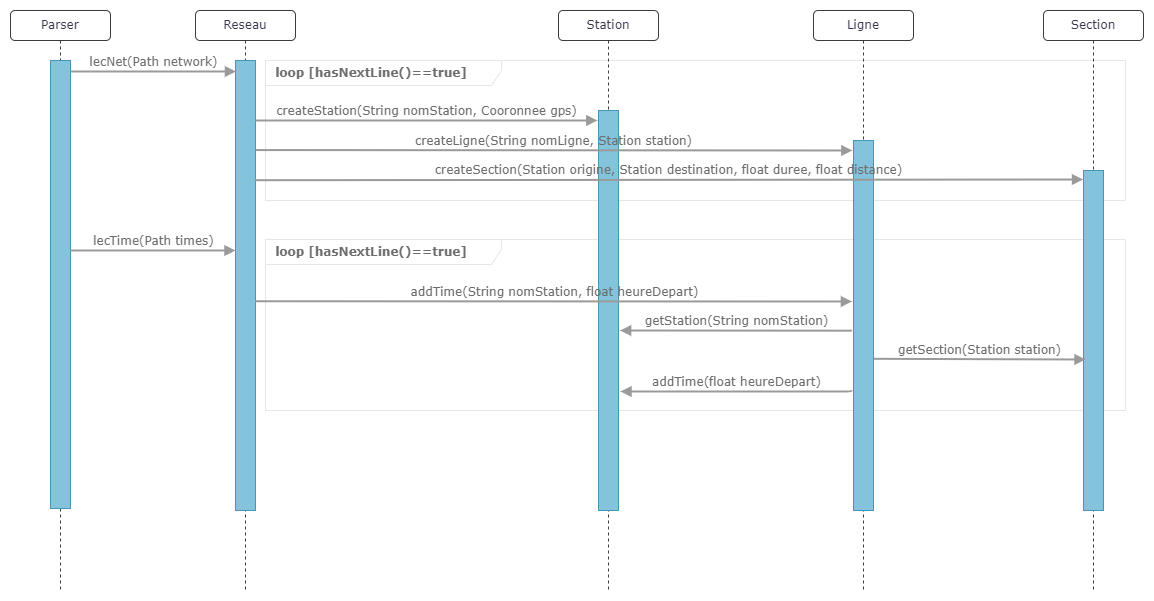 Parser
Reseau
Station
Ligne
Section
lecNet(Path network)
loop [hasNextLine()==true]
createStation(String nomStation, Cooronnee gps)
createLigne(String nomLigne, Station station)
createSection(Station origine, Station destination, float duree, float distance)
lecTime(Path times)
loop [hasNextLine()==true]
addTime(String nomStation, float heureDepart)
getStation(String nomStation)
getSection(Station station)
addTime(float heureDepart)